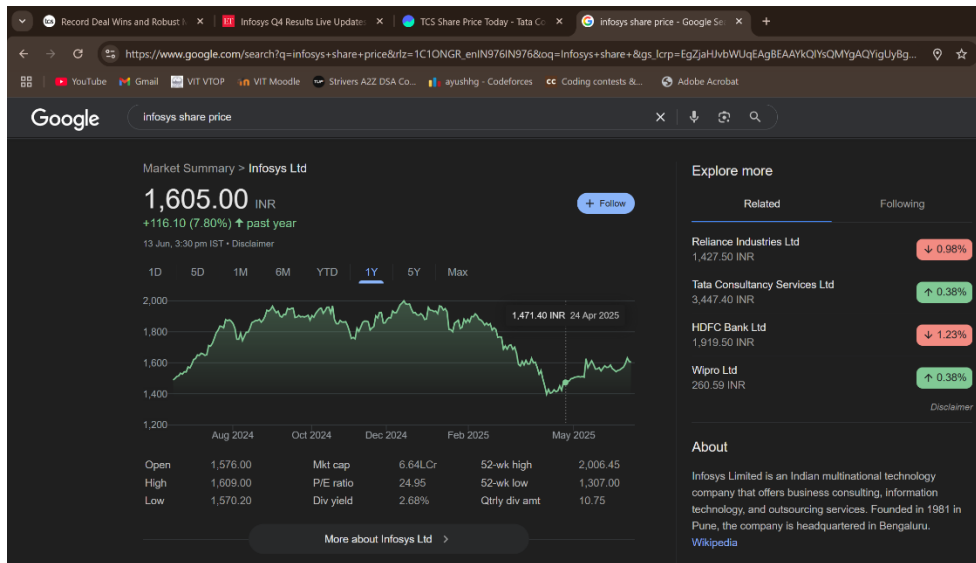 Record Deal Wins and Robust
Infosys Q4 Results Live Update
TCS Share Price Today - Tata Co
infosys share price - Google Sea
https://www.google.com/search?q=infosys+share+price&rlz=1C1ONGR_enIN976IN976&oq=Infosys+share+&gs_lcrp=EgZjaHJvbWUqEAgBEAAYkQIYsQMYgAQYigUyBg...
YouTube
Gmail
VIT VTOP
VIT Moodle
Strivers A2Z DSA Co...
ayushhg - Codeforces
Coding contests &...
Adobe Acrobat
Google
infosys share price
Market Summary > Infosys Ltd
1,605.00 INR
+ Follow
+116.10 (7.80%) ↑ past year
13 Jun, 3:30 pm IST • Disclaimer
1D 5D 1M 6M YTD 1Y 5Y Max
1,471.40 INR 24 Apr 2025
2,000
1,800
1,600
1,400
1,200
Aug 2024 Oct 2024 Dec 2024 Feb 2025 May 2025
Open 1,576.00 Mkt cap 6.64LCr 52-wk high 2,006.45
High 1,609.00 P/E ratio 24.95 52-wk low 1,307.00
Low 1,570.20 Div yield 2.68% Qtrly div amt 10.75
More about Infosys Ltd
Explore more
Related Following
Reliance Industries Ltd
1,427.50 INR
↓ 0.98%
Tata Consultancy Services Ltd
3,447.40 INR
↑ 0.38%
HDFC Bank Ltd
1,919.50 INR
↓ 1.23%
Wipro Ltd
260.59 INR
↑ 0.38%
Disclaimer
About
Infosys Limited is an Indian multinational technology
company that offers business consulting, information
technology, and outsourcing services. Founded in 1981 in
Pune, the company is headquartered in Bengaluru.
Wikipedia